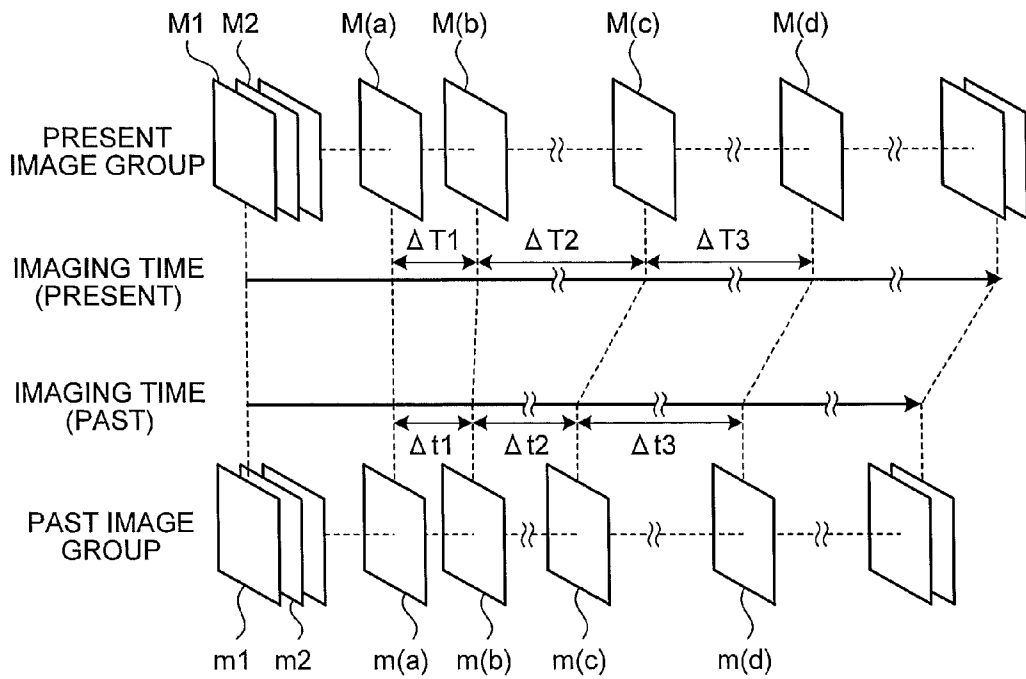 M1 M2 M(a) M(b) M(c) M(d)
PRESENT
IMAGE GROUP
ΔT1 ΔT2 ΔT3
IMAGING TIME
(PRESENT)
IMAGING TIME
(PAST)
Δt1 Δt2 Δt3
PAST IMAGE
GROUP
m1 m2 m(a) m(b) m(c) m(d)